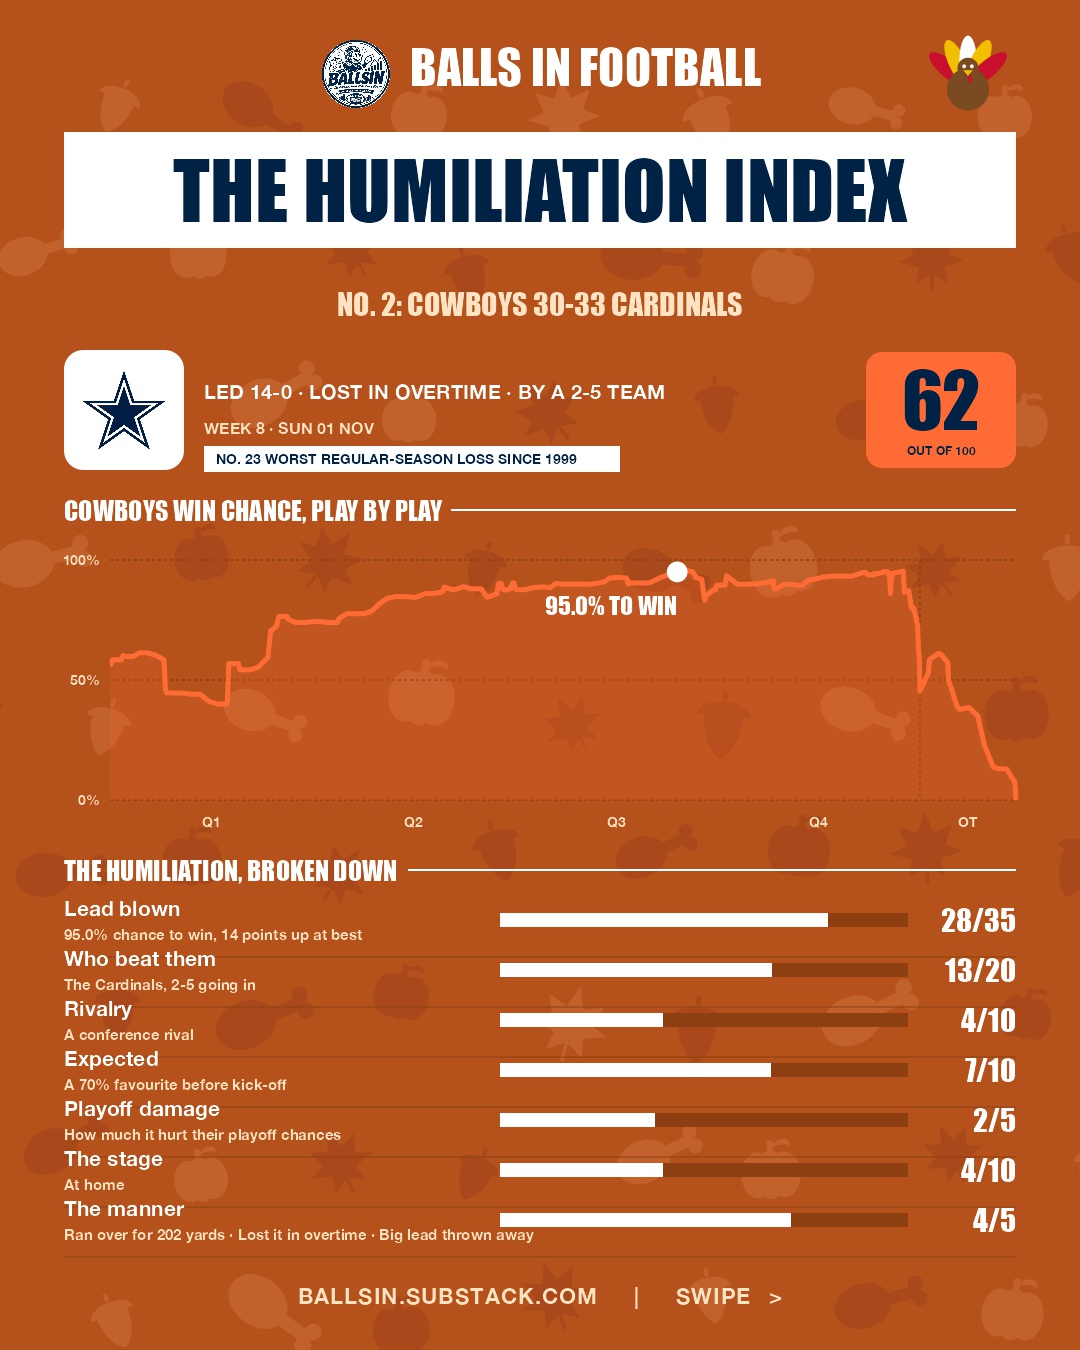 BALLSIN
BALLS IN FOOTBALL
THE HUMILIATION INDEX
NO. 2: COWBOYS 30-33 CARDINALS
LED 14-0 · LOST IN OVERTIME · BY A 2-5 TEAM
WEEK 8 · SUN 01 NOV
NO. 23 WORST REGULAR-SEASON LOSS SINCE 1999
62
OUT OF 100
COWBOYS WIN CHANCE, PLAY BY PLAY
100%
95.0% TO WIN
50%
0%
Q1 Q2 Q3 Q4 OT
THE HUMILIATION, BROKEN DOWN
Lead blown
95.0% chance to win, 14 points up at best
28/35
Who beat them
The Cardinals, 2-5 going in
13/20
Rivalry
A conference rival
4/10
Expected
A 70% favourite before kick-off
7/10
Playoff damage
How much it hurt their playoff chances
2/5
The stage
At home
4/10
The manner
Ran over for 202 yards · Lost it in overtime · Big lead thrown away
4/5
BALLSIN.SUBSTACK.COM | SWIPE >